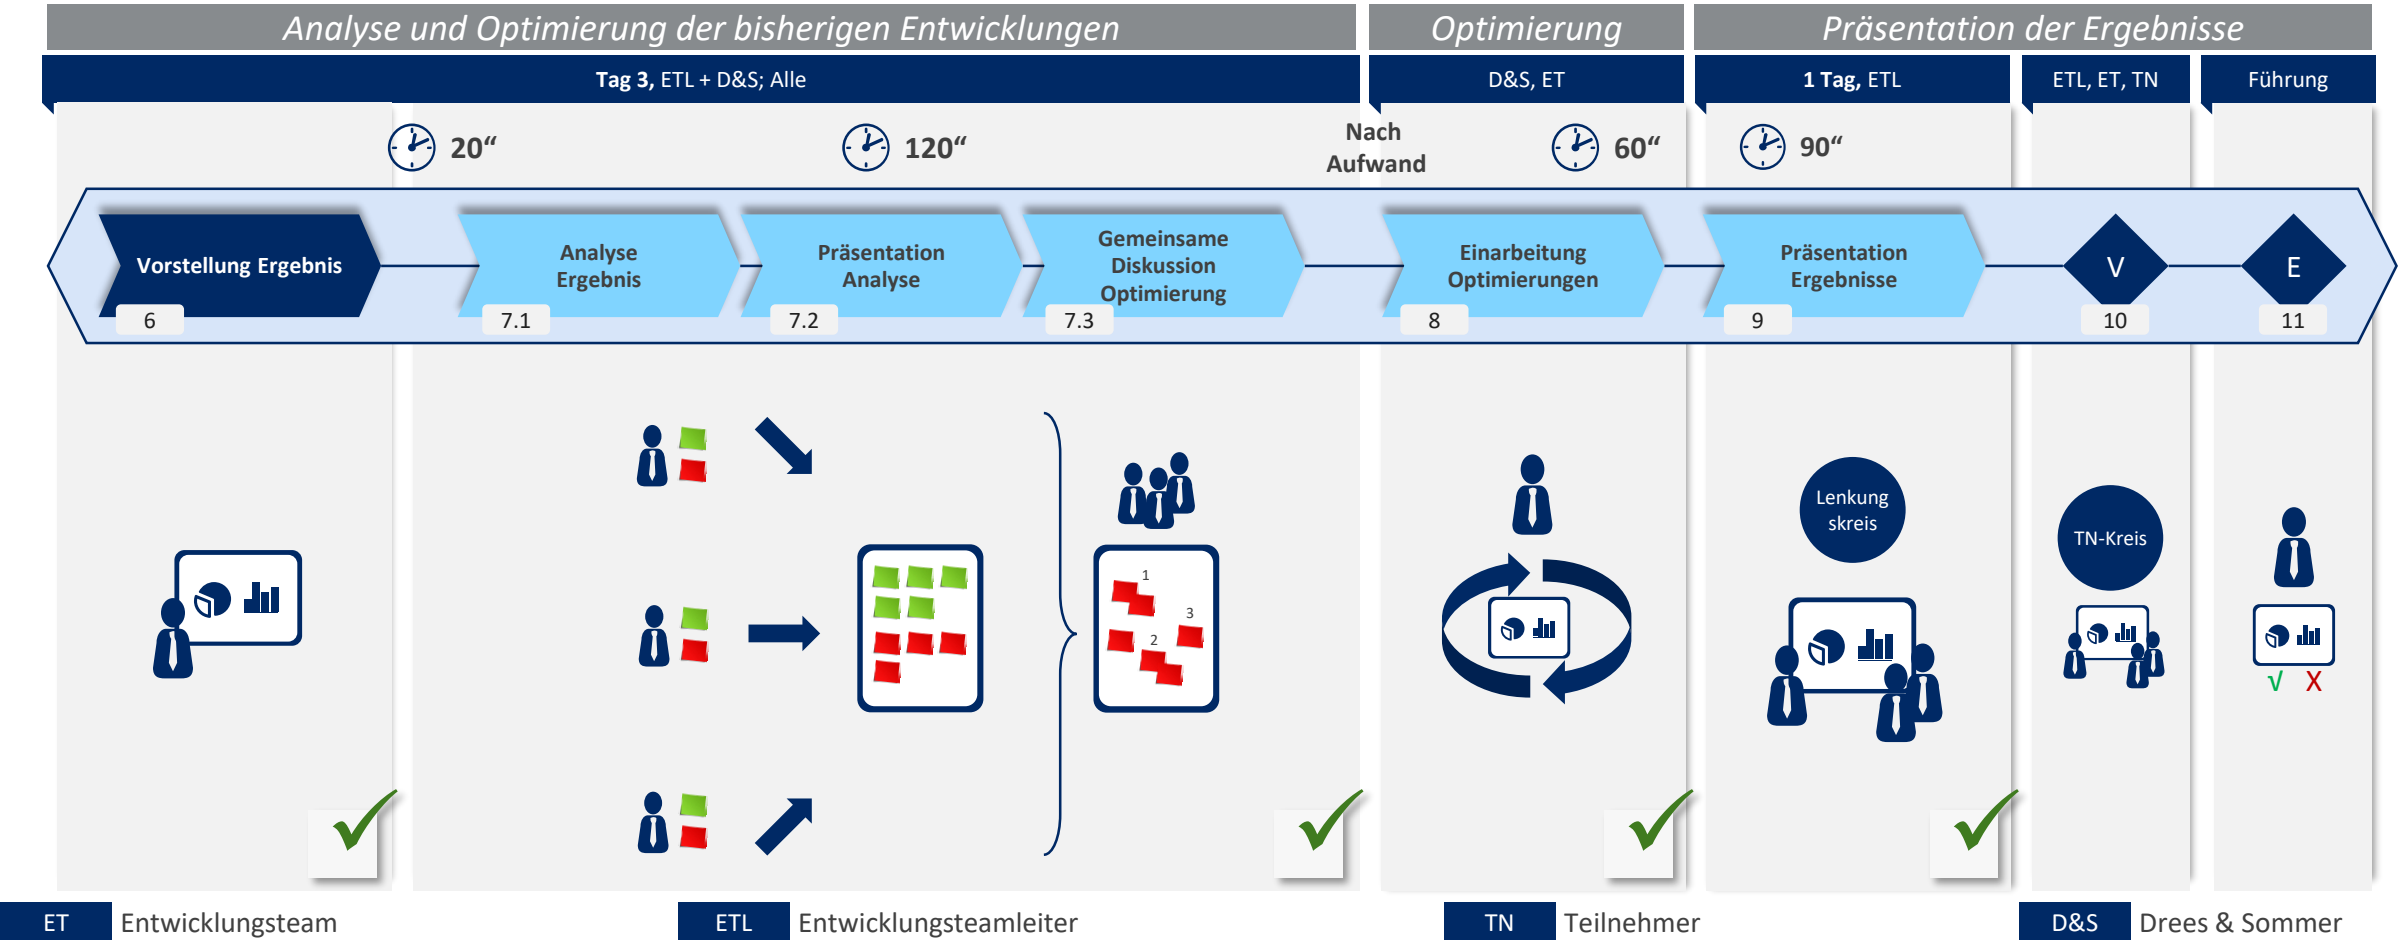 Analyse und Optimierung der bisherigen Entwicklungen
Optimierung
Präsentation der Ergebnisse
Tag 3, ETL + D&S; Alle
D&S, ET
1 Tag, ETL
ETL, ET, TN
Führung
20“
120“
Nach
Aufwand
60“
90“
Vorstellung Ergebnis
6
Analyse
Ergebnis
7.1
Präsentation
Analyse
7.2
Gemeinsame
Diskussion
Optimierung
7.3
Einarbeitung
Optimierungen
8
Präsentation
Ergebnisse
9
V
10
E
11
1
3
2
Lenkung
skreis
TN-Kreis
√ X
ET Entwicklungsteam
ETL Entwicklungsteamleiter
TN Teilnehmer
D&S Drees & Sommer